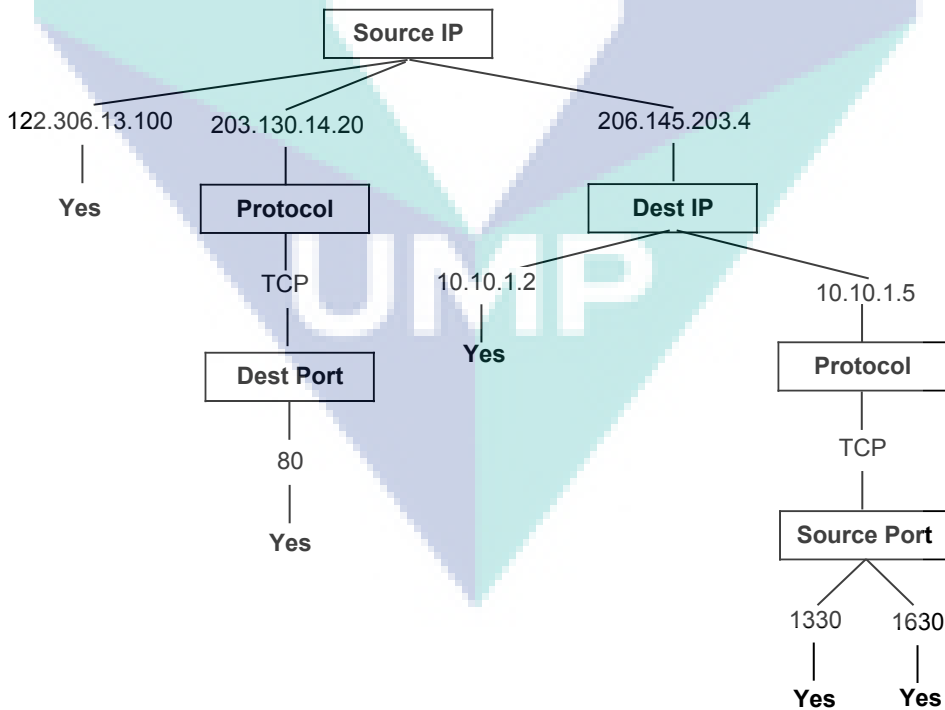 Source IP
122.306.13.100 203.130.14.20 206.145.203.4
Yes Protocol Dest IP
TCP 10.10.1.2 10.10.1.5
UMP
Yes
Dest Port Protocol
80 TCP
Yes Source Port
1330 1630
Yes Yes